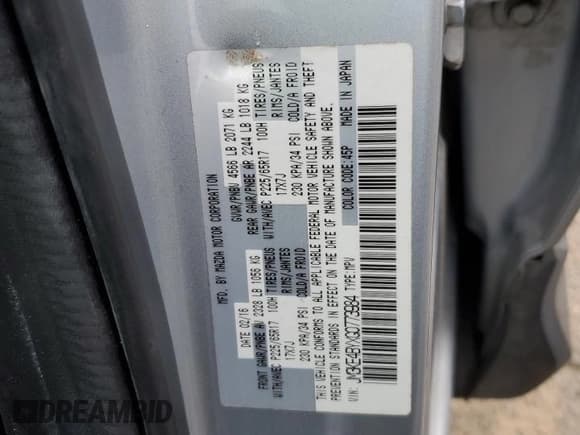 MFD. BY MAZDA MOTOR CORPORATION
02/16 GVWR/PNBV 4566 LB 2071 KG
FRONT GAWR/PNBE AV 2328 LB 1056 KG REAR GAWR/PNBE AR 2244 LB 1018 KG
WITH/AVEC P225/65R17 100H TIRES/PNEUS WITH/AVEC P225/65R17 100H TIRES/PNEUS
17X7J RIMS/JANTES 17X7J RIMS/JANTES
230 KPA/34 PSI COLD/A FROID 230 KPA/34 PSI COLD/A FROID
THIS VEHICLE CONFORMS TO ALL APPLICABLE FEDERAL MOTOR VEHICLE SAFETY AND THEFT
PREVENTION STANDARDS IN EFFECT ON THE DATE OF MANUFACTURE SHOWN ABOVE.
VIN: JM3KE4BYXG0773984 TYPE:MPV COLOR CODE:45P MADE IN JAPAN
DREAMBID